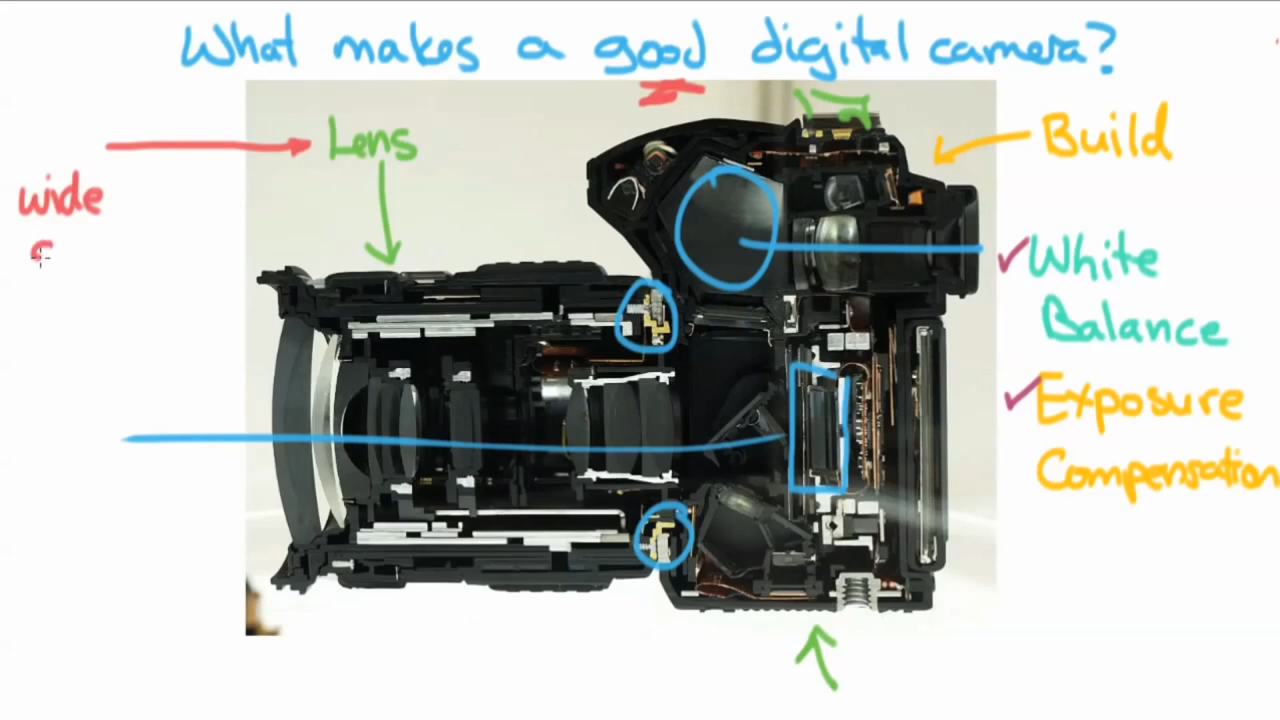 What makes a good digital camera?
Lens
wide
Build
White
Balance
Exposure
Compensation